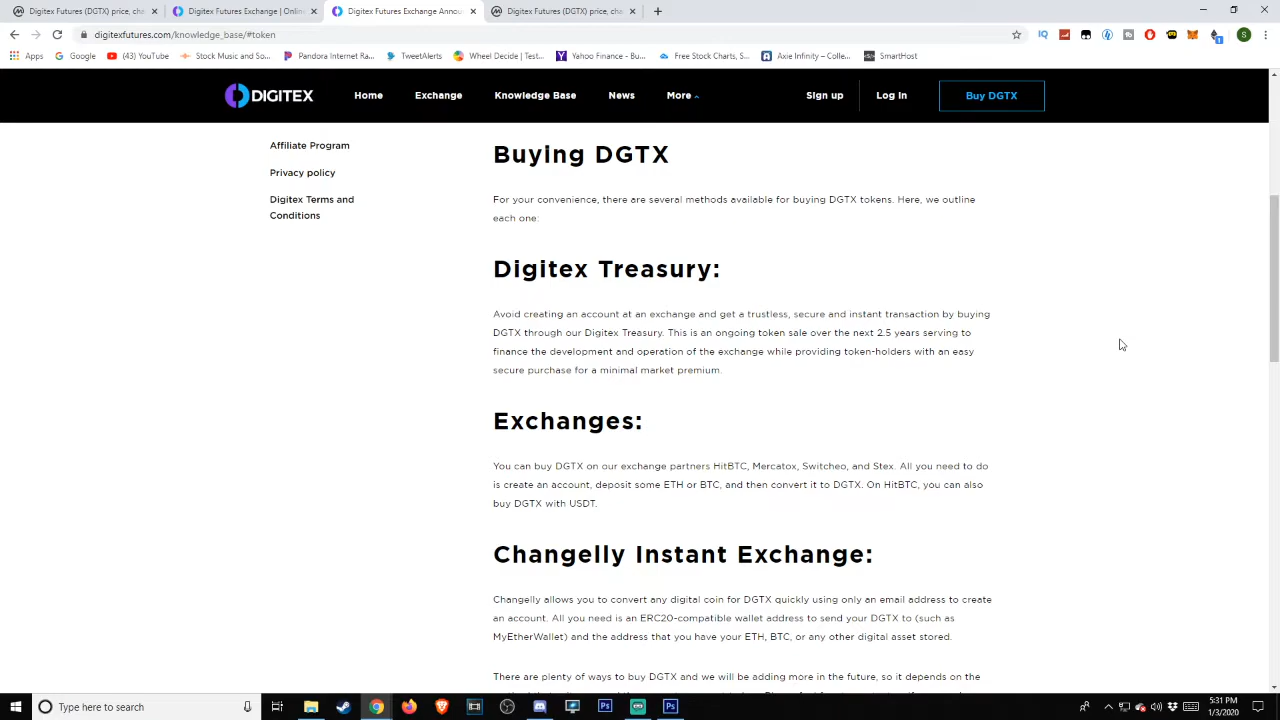 Digitex Futures (DGTX) price, cha
Digitex Futures Exchange | Onlin
Digitex Futures Exchange Annou
Digitex Futures (DGTX) price, cha
digitexfutures.com/knowledge_base/#token
Apps
Google
(43) YouTube
Stock Music and So...
Pandora Internet Ra...
TweetAlerts
Wheel Decide | Test...
Yahoo Finance - Bu...
Free Stock Charts, S...
Axie Infinity – Colle...
SmartHost
DIGITEX
Home
Exchange
Knowledge Base
News
More
Sign up
Log In
Buy DGTX
Affiliate Program
Privacy policy
Digitex Terms and
Conditions
Buying DGTX
For your convenience, there are several methods available for buying DGTX tokens. Here, we outline
each one:
Digitex Treasury:
Avoid creating an account at an exchange and get a trustless, secure and instant transaction by buying
DGTX through our Digitex Treasury. This is an ongoing token sale over the next 2.5 years serving to
finance the development and operation of the exchange while providing token-holders with an easy
secure purchase for a minimal market premium.
Exchanges:
You can buy DGTX on our exchange partners HitBTC, Mercatox, Switcheo, and Stex. All you need to do
is create an account, deposit some ETH or BTC, and then convert it to DGTX. On HitBTC, you can also
buy DGTX with USDT.
Changelly Instant Exchange:
Changelly allows you to convert any digital coin for DGTX quickly using only an email address to create
an account. All you need is an ERC20-compatible wallet address to send your DGTX to (such as
MyEtherWallet) and the address that you have your ETH, BTC, or any other digital asset stored.
There are plenty of ways to buy DGTX and we will be adding more in the future, so it depends on the
Type here to search
5:31 PM
1/3/2020